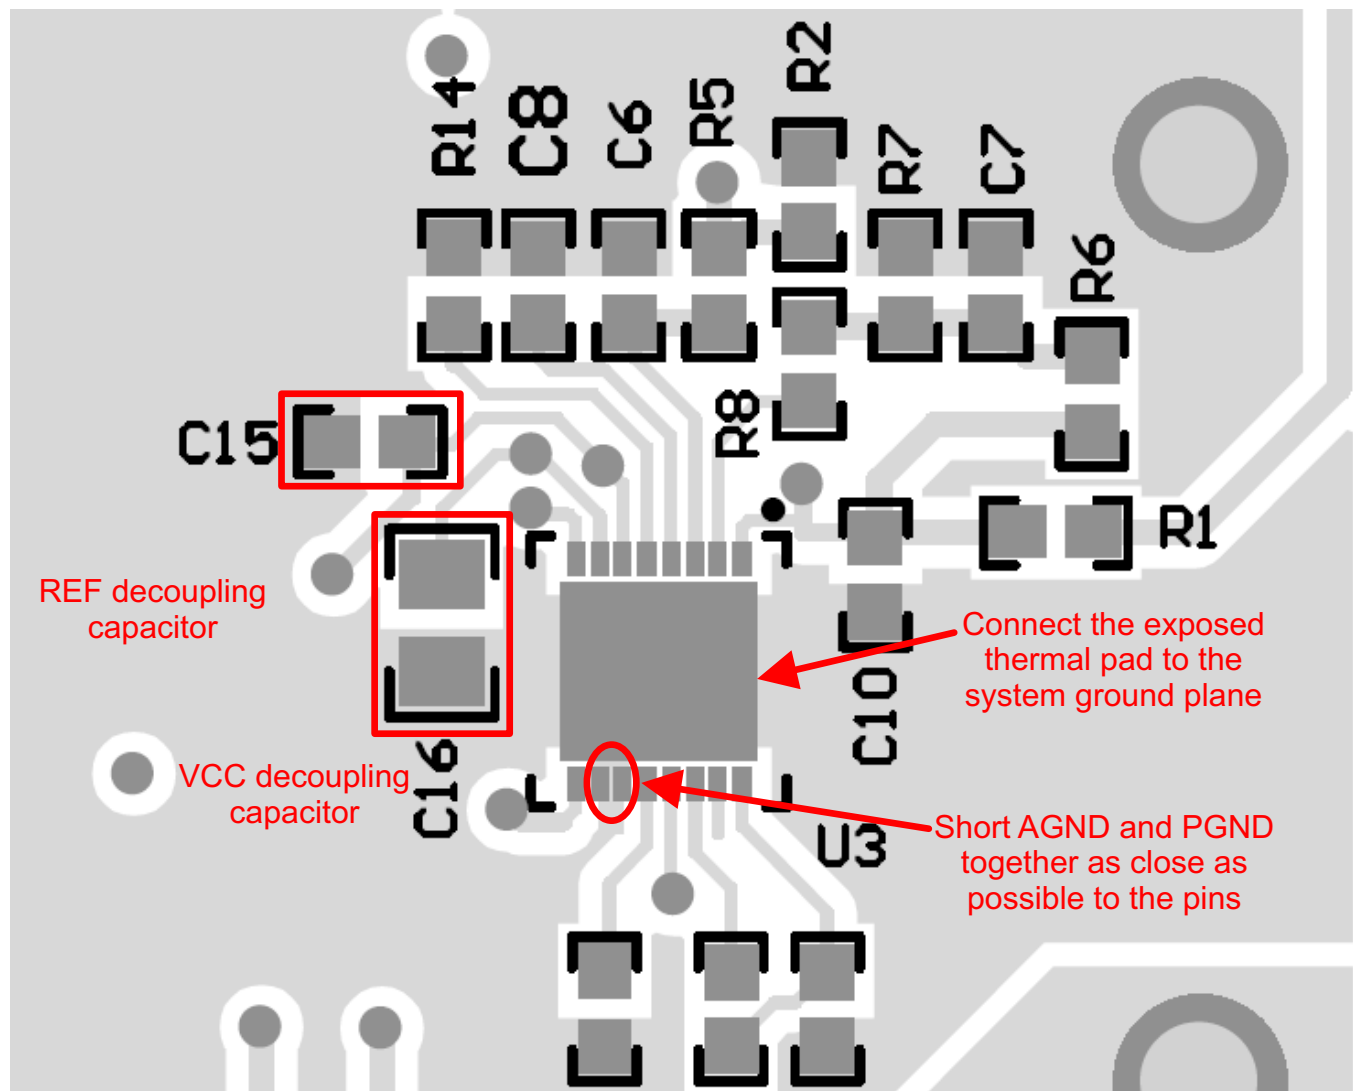 R14
C8
C6
R5
R2
R7
C7
R6
C15
R8
R1
REF decoupling
capacitor
Connect the exposed
thermal pad to the
system ground plane
C10
C16
VCC decoupling
capacitor
U3
Short AGND and PGND
together as close as
possible to the pins